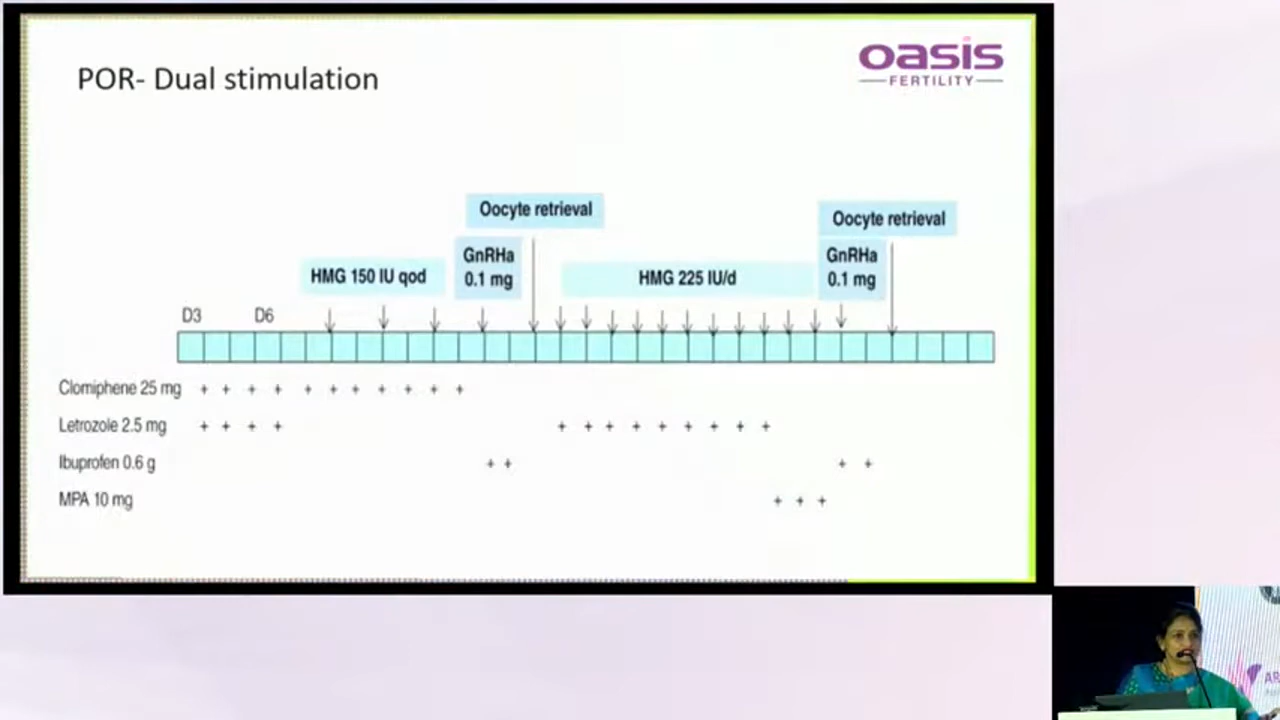 POR- Dual stimulation
oasis
FERTILITY
Oocyte retrieval
Oocyte retrieval
GnRHa
0.1 mg
GnRHa
0.1 mg
HMG 150 IU qod
HMG 225 IU/d
D3
D6
Clomiphene 25 mg + + + + + + + + + + +
Letrozole 2.5 mg + + + + + + + + + + + + +
Ibuprofen 0.6 g + + + +
MPA 10 mg + + +
AR